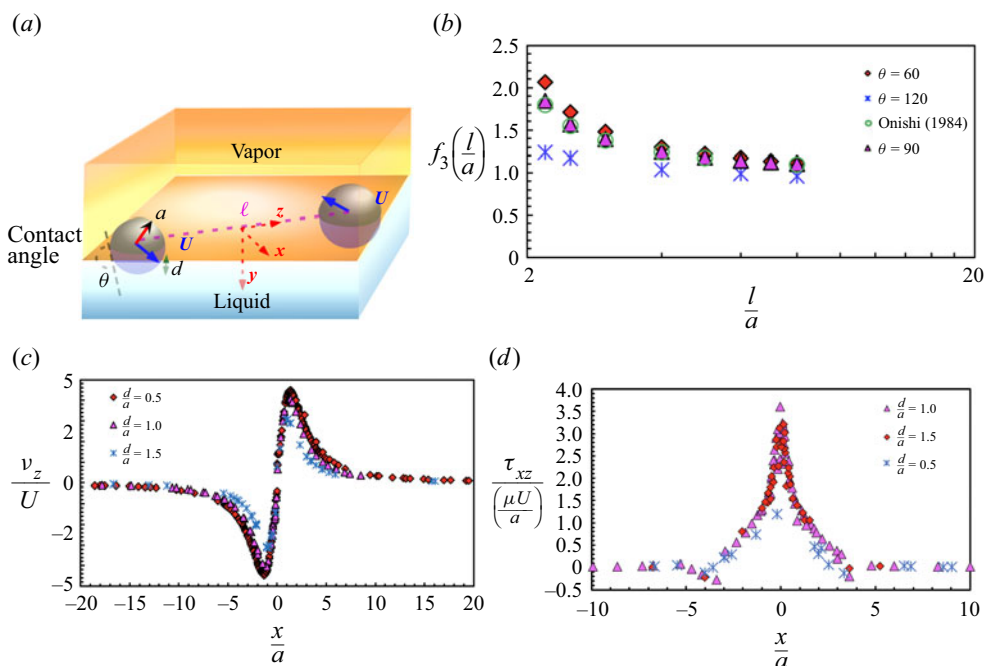 (a)
Vapor
U
a
ℓ
z
U
Contact
angle
d
x
θ
y
Liquid
(b)
2.5
2.0
1.5
1.0
0.5
0
f3(l/a)
θ = 60
θ = 120
Onishi (1984)
θ = 90
2
20
l/a
(c)
5
2
0
−2
−5
vz/U
d/a = 0.5
d/a = 1.0
d/a = 1.5
−20 −15 −10 −5 0 5 10 15 20
x/a
(d)
4.0
3.5
3.0
2.5
1.5
1.0
0.5
0
−0.5
τxz/(μU/a)
d/a = 1.0
d/a = 1.5
d/a = 0.5
−10 −5 0 5 10
x/a